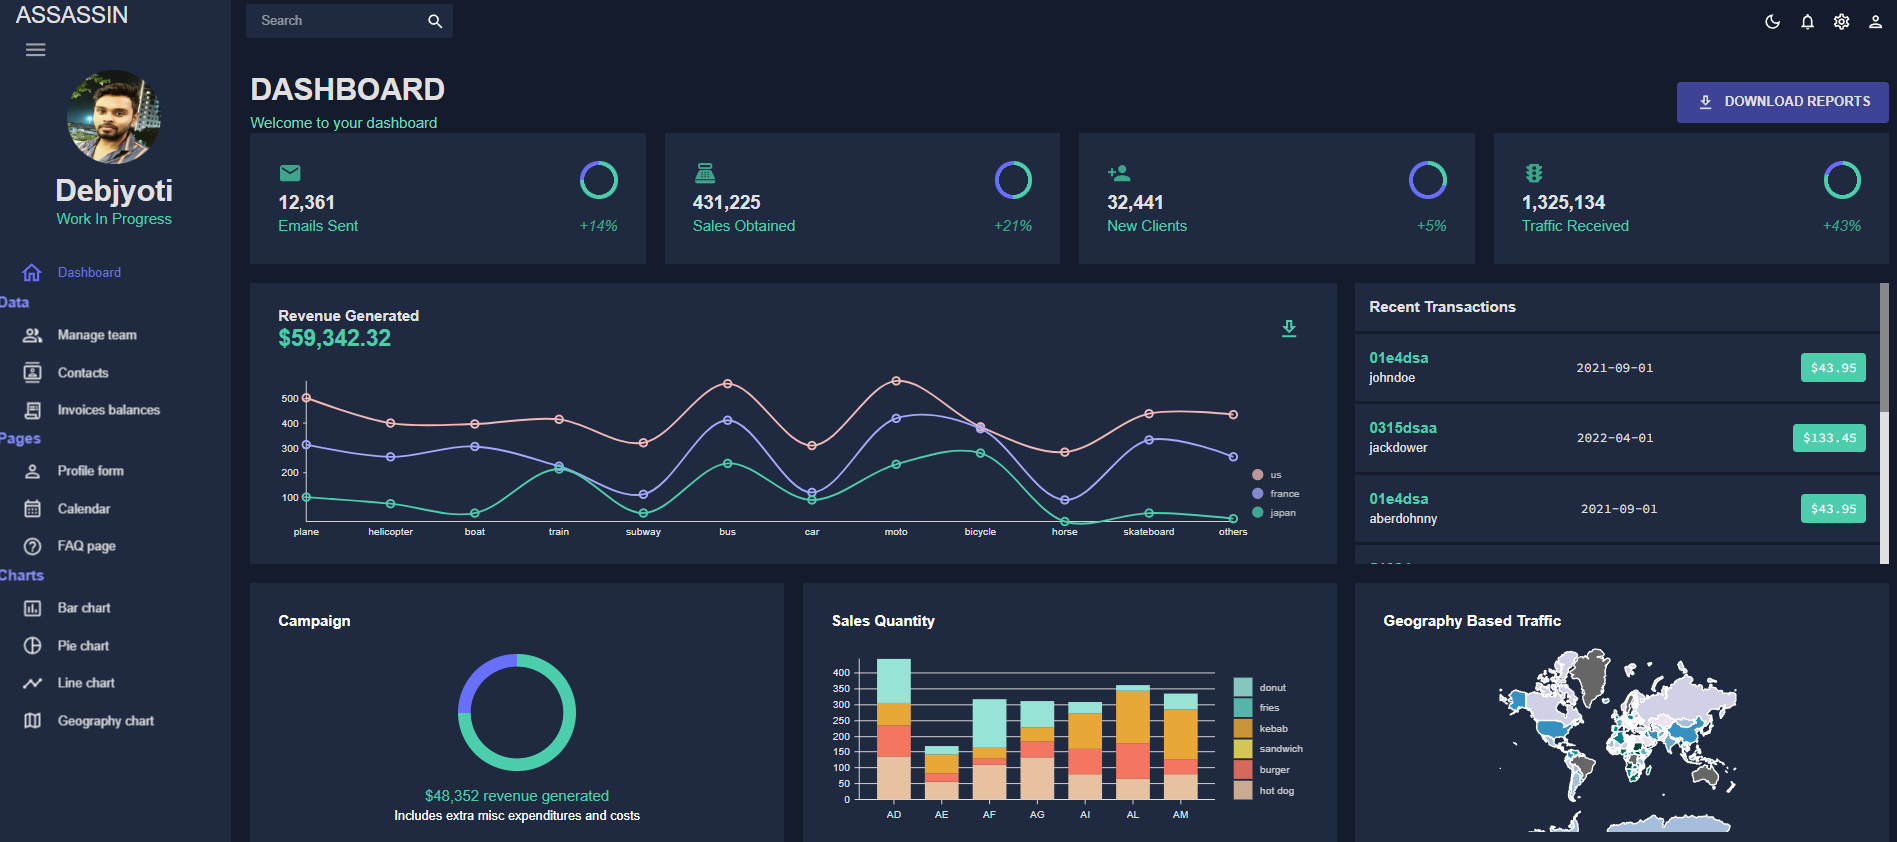 ASSASSIN
Search
Debjyoti
Work In Progress
Dashboard
Data
Manage team
Contacts
Invoices balances
Pages
Profile form
Calendar
FAQ page
Charts
Bar chart
Pie chart
Line chart
Geography chart
DASHBOARD
Welcome to your dashboard
DOWNLOAD REPORTS
12,361
Emails Sent
+14%
431,225
Sales Obtained
+21%
32,441
New Clients
+5%
1,325,134
Traffic Received
+43%
Revenue Generated
$59,342.32
500
400
300
200
100
plane helicopter boat train subway bus car moto bicycle horse skateboard others
us
france
japan
Recent Transactions
01e4dsa
johndoe
2021-09-01
$43.95
0315dsaa
jackdower
2022-04-01
$133.45
01e4dsa
aberdohnny
2021-09-01
$43.95
Campaign
$48,352 revenue generated
Includes extra misc expenditures and costs
Sales Quantity
400
350
300
250
200
150
100
50
0
AD AE AF AG AI AL AM
donut
fries
kebab
sandwich
burger
hot dog
Geography Based Traffic